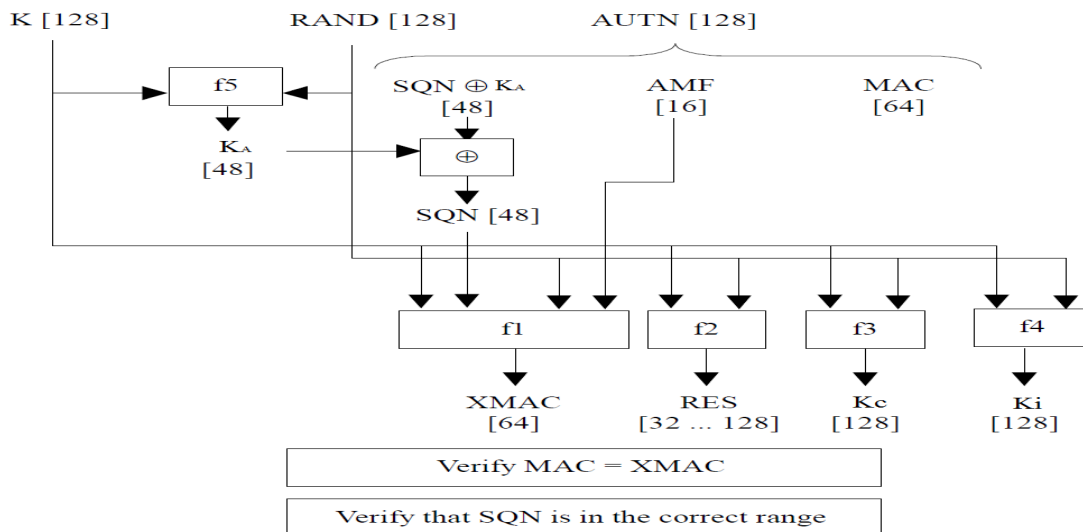 K [128] RAND [128] AUTN [128]
f5
SQN ⊕ KA AMF MAC
[48] [16] [64]
KA
[48]
⊕
SQN [48]
f1 f2 f3 f4
XMAC RES Kc Ki
[64] [32 ... 128] [128] [128]
Verify MAC = XMAC
Verify that SQN is in the correct range